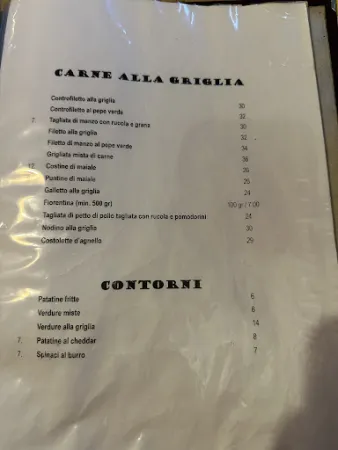 CARNE ALLA GRIGLIA
Controfiletto alla griglia 30
Controfiletto al pepe verde 32
7. Tagliata di manzo con rucola e grana 30
Filetto alla griglia 32
Filetto di manzo al pepe verde 34
Grigliata mista di carne 39
Costine di maiale
Puntine di maiale
Galletto alla griglia 24
Fiorentina (min. 500 gr) 100 gr / 7.00
Tagliata di petto di pollo tagliata con rucola e pomodorini 24
Nodino alla griglia 30
Costolette d'agnello 29
CONTORNI
Patatine fritte 6
Verdure miste 6
Verdure alla griglia 14
7. Patatine al cheddar 8
7. Spinaci al burro 7